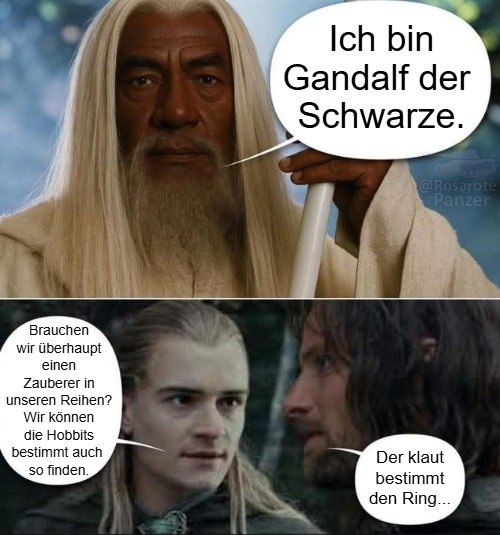 Ich bin
Gandalf der
Schwarze.
@Rosarote
Panzer
Brauchen
wir überhaupt
einen
Zauberer in
unseren Reihen?
Wir können
die Hobbits
bestimmt auch
so finden.
Der klaut
bestimmt
den Ring...